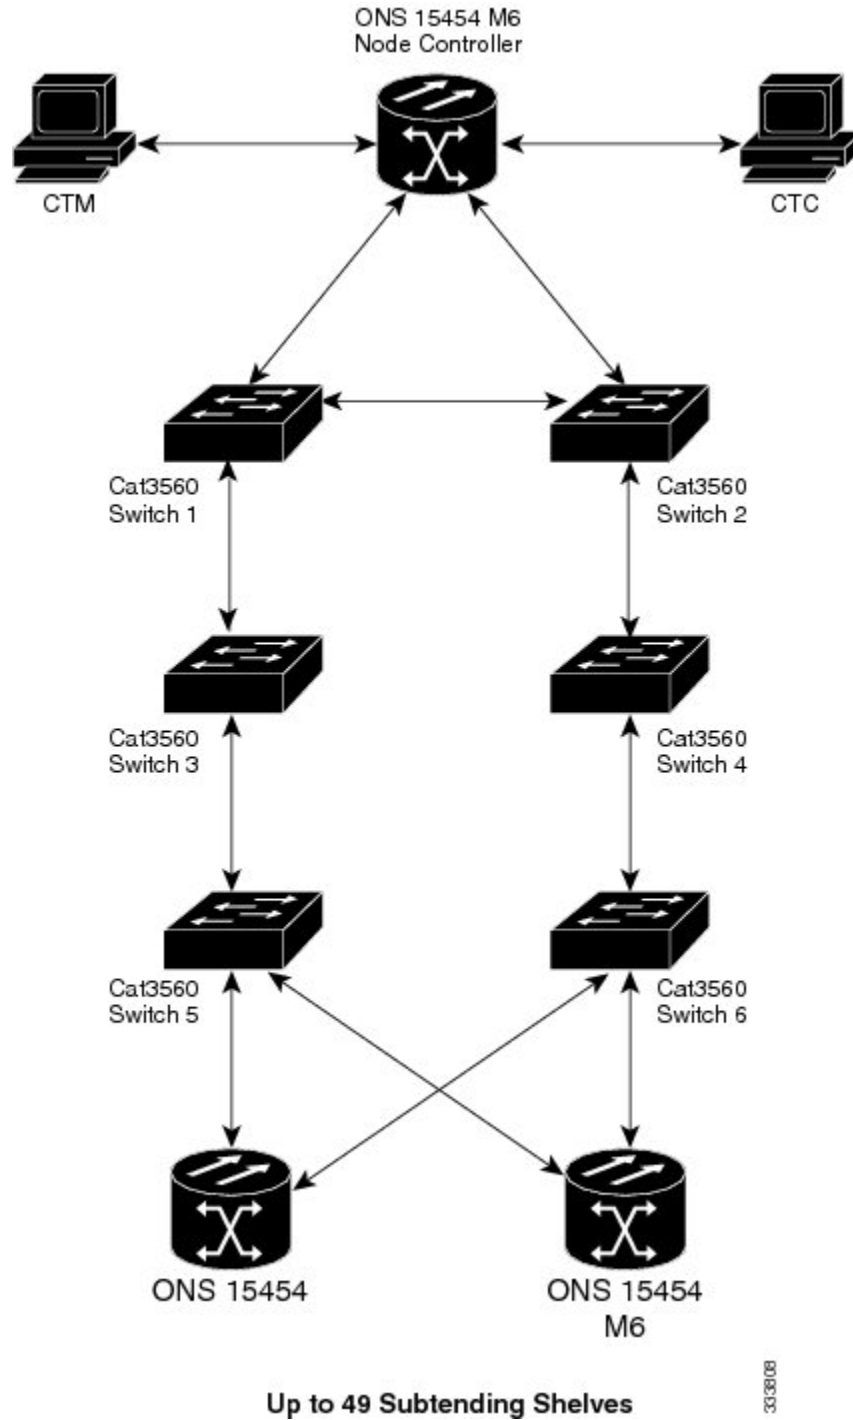 ONS 15454 M6
Node Controller
CTM
CTC
Cat3560
Switch 1
Cat3560
Switch 2
Cat3560
Switch 3
Cat3560
Switch 4
Cat3560
Switch 5
Cat3560
Switch 6
ONS 15454
ONS 15454
M6
Up to 49 Subtending Shelves
333808